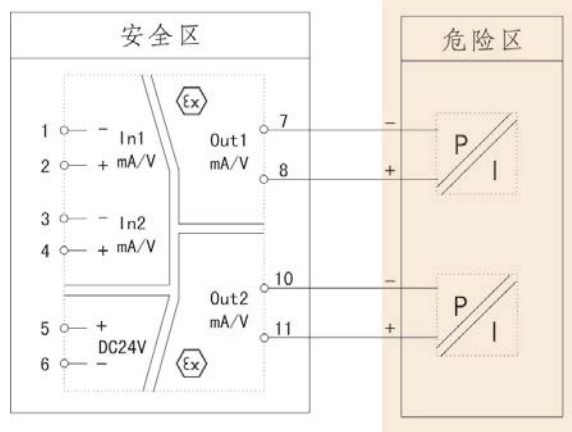 安全区
危险区
Ex
1 - In1
2 + mA/V
3 - In2
4 + mA/V
5 +
DC24V
6 -
Out1
mA/V
7 -
8 +
P
I
Out2
mA/V
10 -
11 +
P
I
Ex